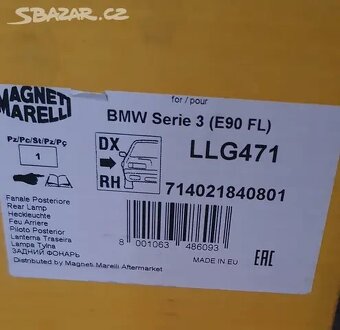 SBAZAR.CZ
MAGNETI
MARELLI
for / pour
BMW Serie 3 (E90 FL)
Pz/Pc/St/Pz/Pç
1
DX
RH
LLG471
714021840801
Fanale Posteriore
Rear Lamp
Heckleuchte
Feu Arriere
Piloto Posterior
Lanterna Traseira
Lampa Tylna
ЗАДНИЙ ФОНАРЬ
8 001063 486093
MADE IN EU
EAC
Distributed by Magneti Marelli Aftermarket